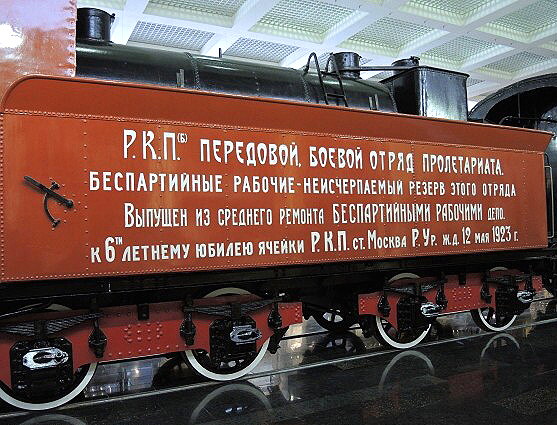 Р.К.П.(б) ПЕРЕДОВОЙ, БОЕВОЙ ОТРЯД ПРОЛЕТАРИАТА.
БЕСПАРТИЙНЫЕ РАБОЧИЕ-НЕИСЧЕРПАЕМЫЙ РЕЗЕРВ ЭТОГО ОТРЯДА
ВЫПУЩЕН ИЗ СРЕДНЕГО РЕМОНТА БЕСПАРТИЙНЫМИ РАБОЧИМИ ДЕПО.
К 6ТИ ЛЕТНЕМУ ЮБИЛЕЮ ЯЧЕЙКИ Р.К.П. СТ. МОСКВА Р. УР. Ж.Д. 12 МАЯ 1923 Г.